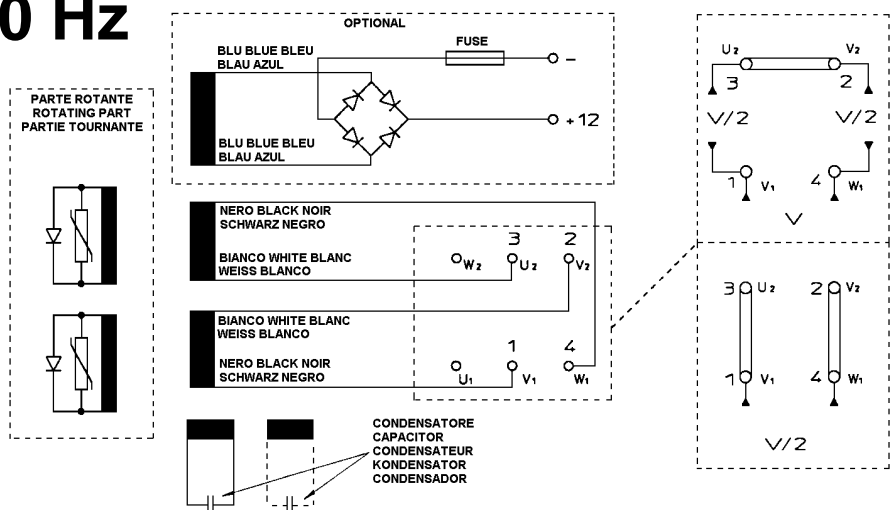 0 Hz
OPTIONAL
BLU BLUE BLEU
BLAU AZUL
FUSE
–
+12
BLU BLUE BLEU
BLAU AZUL
PARTE ROTANTE
ROTATING PART
PARTIE TOURNANTE
NERO BLACK NOIR
SCHWARZ NEGRO
BIANCO WHITE BLANC
WEISS BLANCO
3 2
W2 U2 V2
BIANCO WHITE BLANC
WEISS BLANCO
NERO BLACK NOIR
SCHWARZ NEGRO
1 4
U1 V1 W1
CONDENSATORE
CAPACITOR
CONDENSATEUR
KONDENSATOR
CONDENSADOR
U2 V2
3 2
V/2 V/2
1 V1 4 W1
V
3 U2 2 V2
1 V1 4 W1
V/2